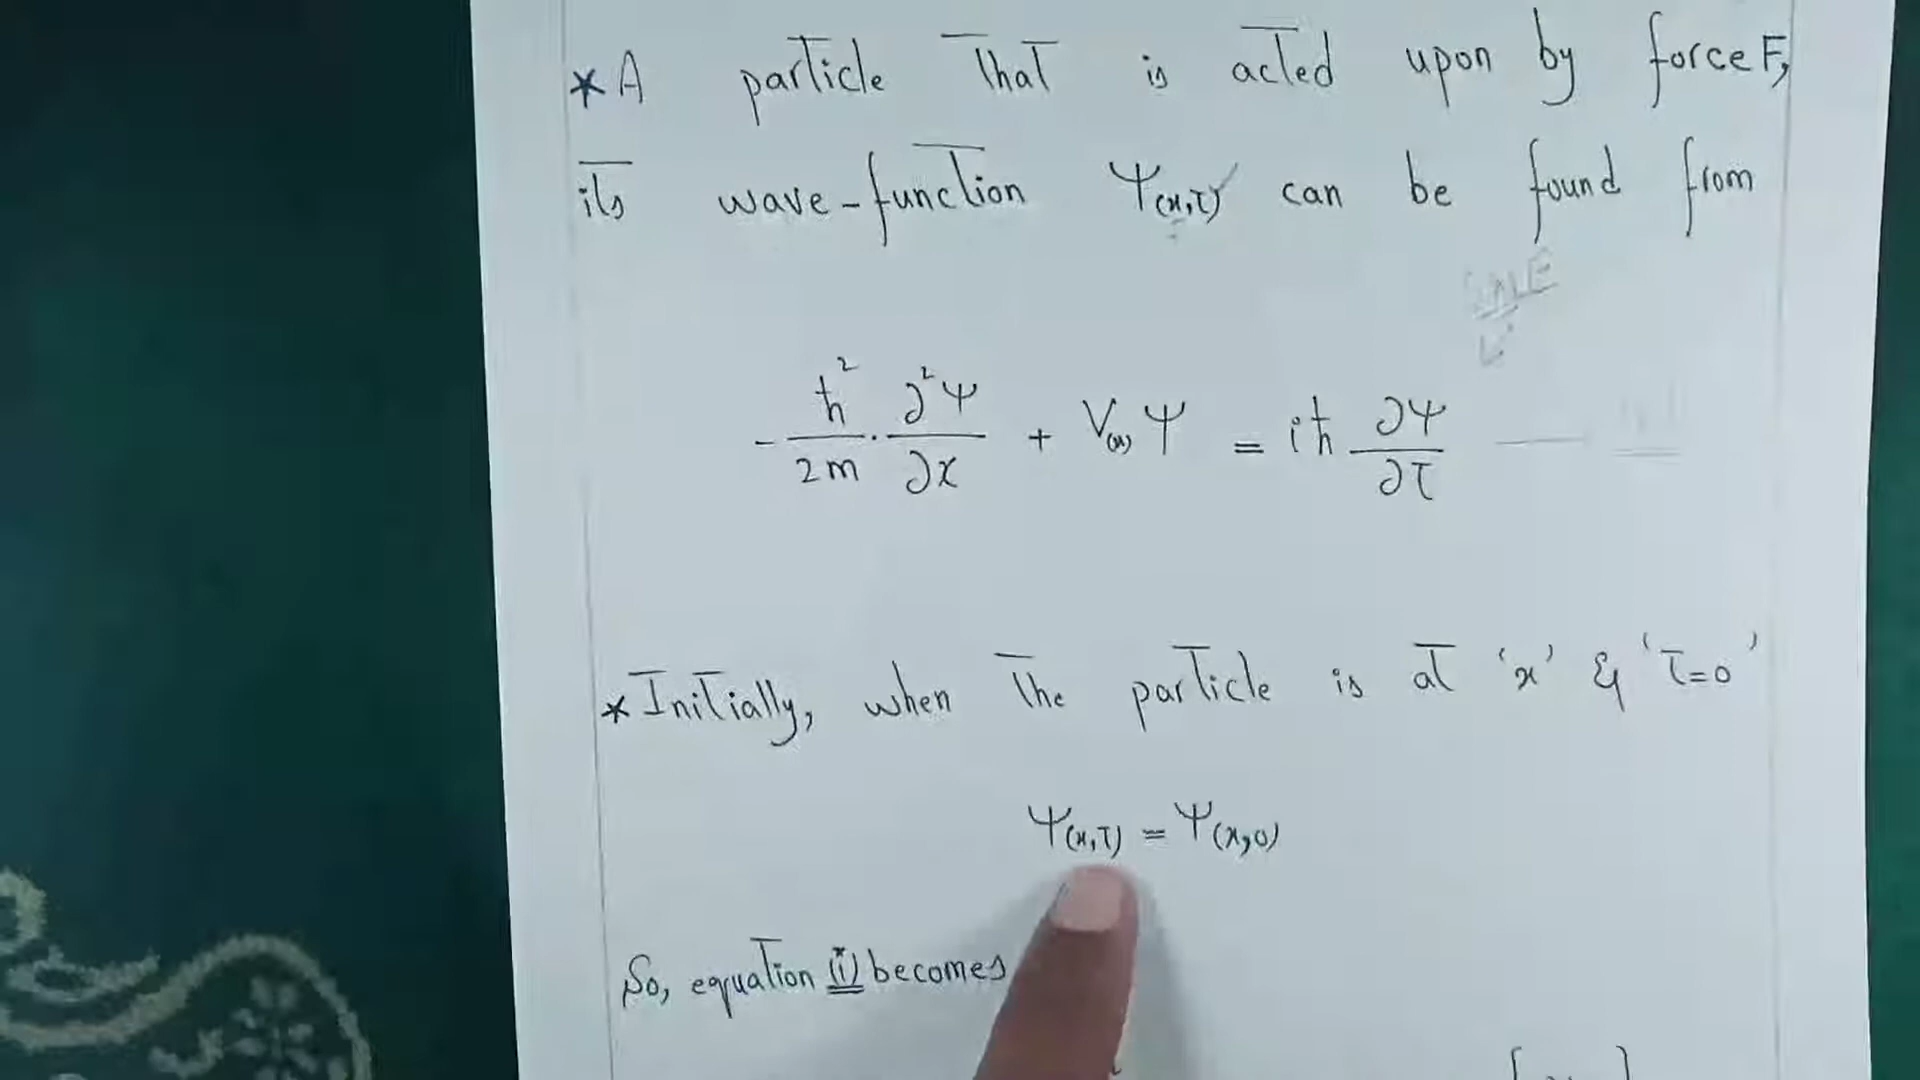 *A particle that is acted upon by force F,
its wave-function Ψ(x,t) can be found from
-ħ²/2m · ∂²Ψ/∂x + V(x) Ψ = iħ ∂Ψ/∂t
*Initially, when the particle is at 'x' & 't=0'
Ψ(x,t) = Ψ(x,0)
So, equation (i) becomes